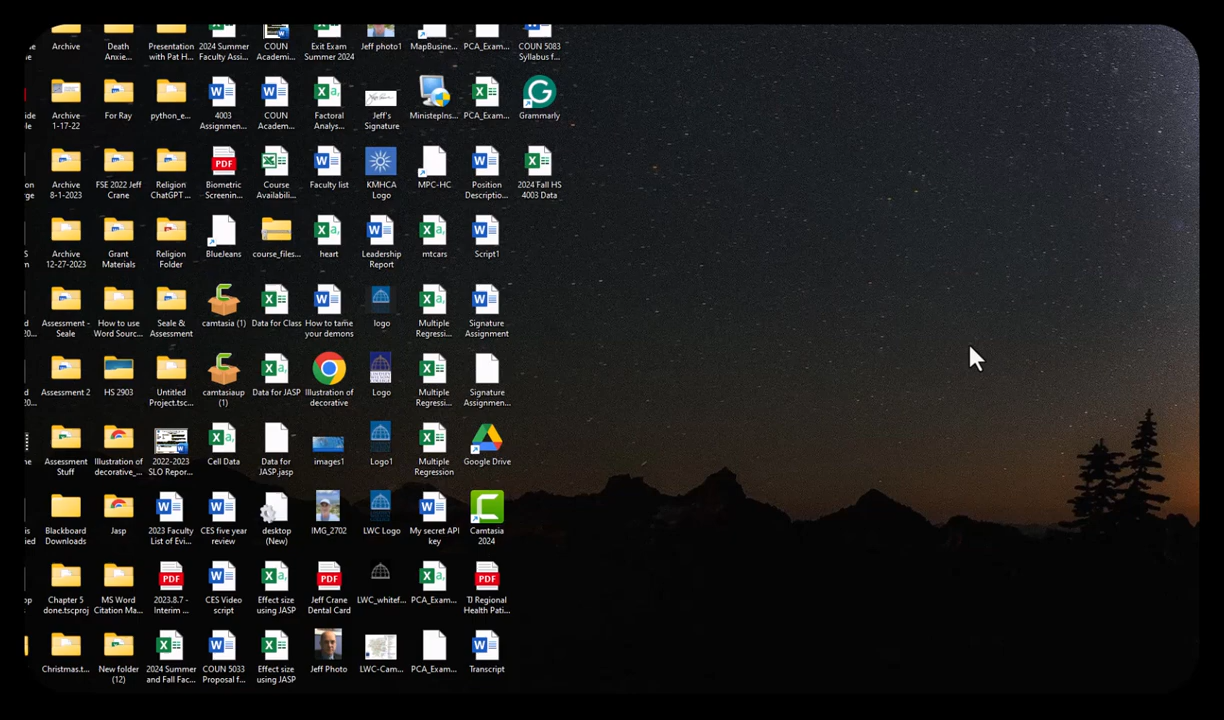 Archive
Death
Anxie...
Presentation
with Pat H...
2024 Summer
Faculty Assi...
COUN
Academi...
Exit Exam
Summer 2024
Jeff photo1
MapBusine...
PCA_Exam...
COUN 5083
Syllabus f...
Archive
1-17-22
For Ray
python_e...
4003
Assignmen...
COUN
Academ...
Factoral
Analys...
Jeff's
Signature
MinistepIns...
PCA_Exam...
Grammarly
Archive
8-1-2023
FSE 2022 Jeff
Crane
Religion
ChatGPT ...
PDF
Biometric
Screenin...
Course
Availabili...
Faculty list
KMHCA
Logo
MPC-HC
Position
Descriptio...
2024 Fall HS
4003 Data
Archive
12-27-2023
Grant
Materials
Religion
Folder
BlueJeans
course_files...
heart
Leadership
Report
mtcars
Script1
Assessment -
Seale
How to use
Word Sourc...
Seale &
Assessment
camtasia (1)
Data for Class
How to tame
your demons
logo
Multiple
Regressi...
Signature
Assignment
Assessment 2
HS 2903
Untitled
Project.tsc...
camtasiaup
(1)
Data for JASP
Illustration of
decorative
Logo
Multiple
Regressi...
Signature
Assignmen...
Assessment
Stuff
Illustration of
decorative_...
2022-2023
SLO Repor...
Cell Data
Data for
JASP.jasp
images1
Logo1
Multiple
Regression
Google Drive
Blackboard
Downloads
Jasp
2023 Faculty
List of Evi...
CES five year
review
desktop
(New)
IMG_2702
LWC Logo
My secret API
key
Camtasia
2024
Chapter 5
done.tscproj
MS Word
Citation Ma...
PDF
2023.8.7 -
Interim ...
CES Video
script
Effect size
using JASP
PDF
Jeff Crane
Dental Card
LWC_whitef...
PCA_Exam...
PDF
TJ Regional
Health Pati...
Christmas.t...
New folder
(12)
2024 Summer
and Fall Fac...
COUN 5033
Proposal f...
Effect size
using JASP
Jeff Photo
LWC-Cam...
PCA_Exam...
Transcript